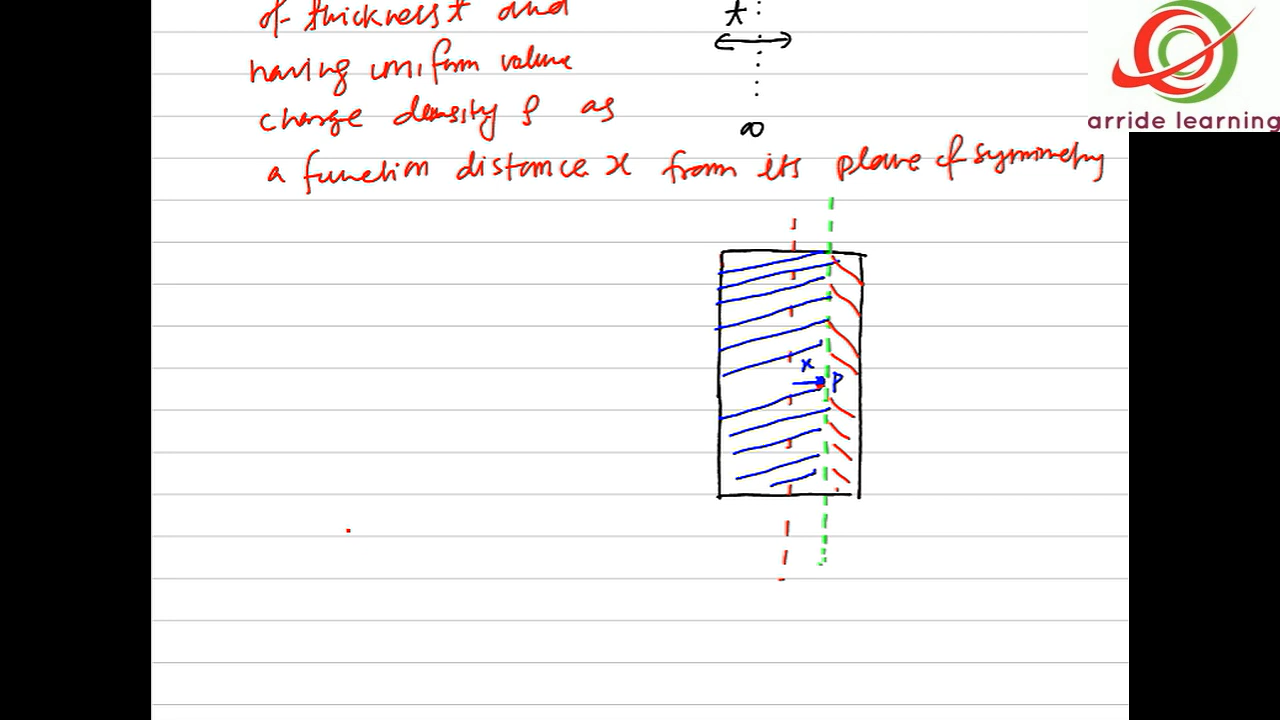 of thickness t and
having uniform volume
charge density ρ as
a function distance x from its plane of symmetry
t
∞
arride learning
x
P